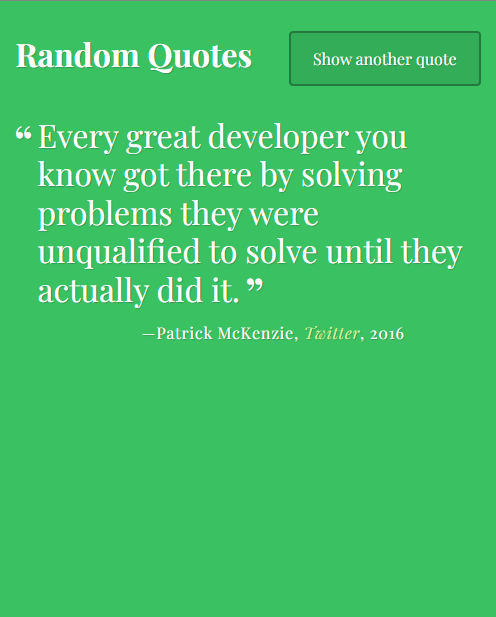 Random Quotes
Show another quote
❝ Every great developer you
know got there by solving
problems they were
unqualified to solve until they
actually did it. ❞
—Patrick McKenzie, Twitter, 2016